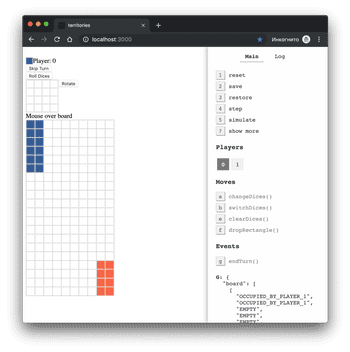 territories
localhost:3000
Инкогнито
Player: 0
Skip Turn
Roll Dices
Rotate
Mouse over board
Main
Log
1 reset
2 save
3 restore
4 step
5 simulate
? show more
Players
0 1
Moves
a changeDices()
b switchDices()
e clearDices()
f dropRectangle()
Events
g endTurn()
G: {
"board": [
[
"OCCUPIED_BY_PLAYER_1",
"OCCUPIED_BY_PLAYER_1",
"EMPTY",
"EMPTY",
"EMPTY",